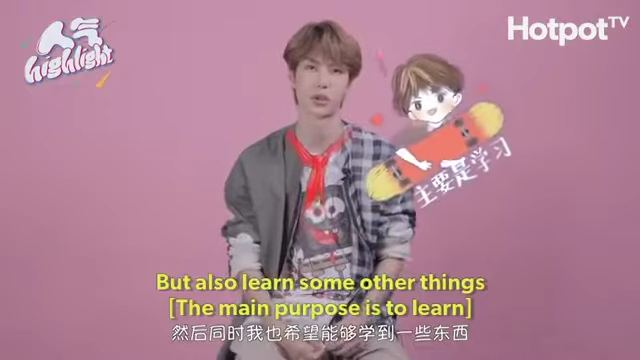 人气
highlight
HotpotTV
主要是学习
But also learn some other things
[The main purpose is to learn]
然后同时我也希望能够学到一些东西